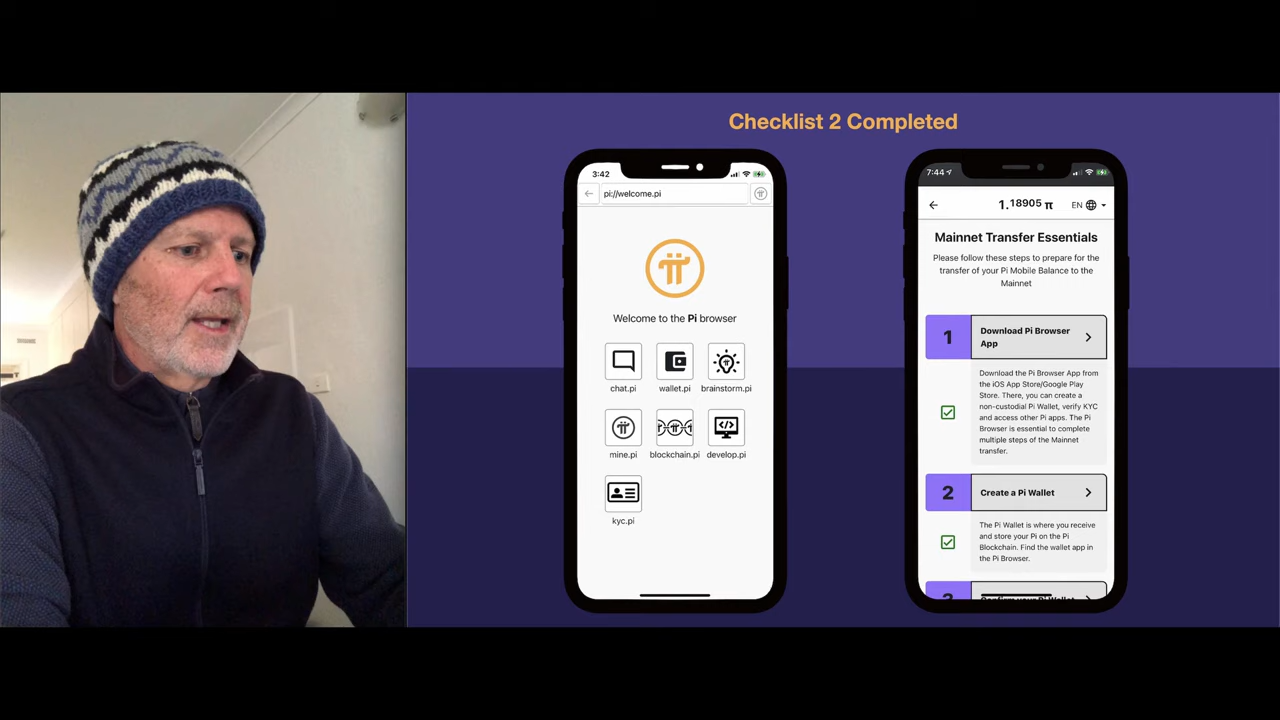 Checklist 2 Completed
3:42
pi://welcome.pi
Welcome to the Pi browser
chat.pi
wallet.pi
brainstorm.pi
mine.pi
blockchain.pi
develop.pi
kyc.pi
7:44
1.18905 π
EN
Mainnet Transfer Essentials
Please follow these steps to prepare for the
transfer of your Pi Mobile Balance to the
Mainnet
1
Download Pi Browser
App
Download the Pi Browser App from
the iOS App Store/Google Play
Store. There, you can create a
non-custodial Pi Wallet, verify KYC
and access other Pi apps. The Pi
Browser is essential to complete
multiple steps of the Mainnet
transfer.
2
Create a Pi Wallet
The Pi Wallet is where you receive
and store your Pi on the Pi
Blockchain. Find the wallet app in
the Pi Browser.
3
Confirm your Pi Wallet